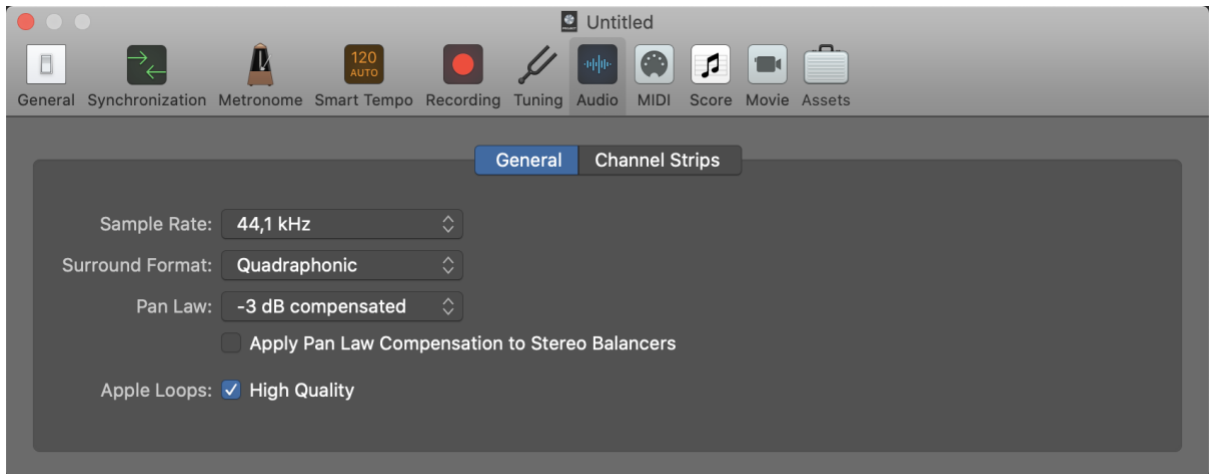 Untitled
120
AUTO
General Synchronization Metronome Smart Tempo Recording Tuning Audio MIDI Score Movie Assets
General Channel Strips
Sample Rate: 44,1 kHz
Surround Format: Quadraphonic
Pan Law: -3 dB compensated
Apply Pan Law Compensation to Stereo Balancers
Apple Loops: High Quality